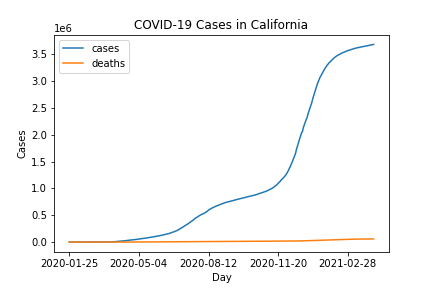 COVID-19 Cases in California
1e6
cases
deaths
3.5
3.0
2.5
2.0
1.5
1.0
0.5
0.0
Cases
2020-01-25 2020-05-04 2020-08-12 2020-11-20 2021-02-28
Day